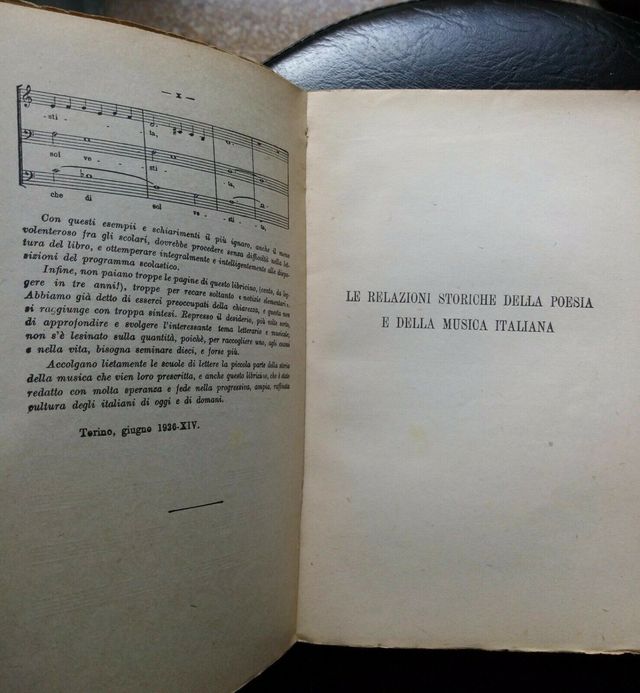 — X —
- sti - - - - ta,
sol ve - - sti - - - ta,
che di sol ve - sti - ta,
Con questi esempii e schiarimenti il più ignaro, anche il meno
volenteroso fra gli scolari, dovrebbe procedere senza difficoltà nella let-
tura del libro, e ottemperare integralmente e intelligentemente alle dispo-
sizioni del programma scolastico.
Infine, non paiano troppe le pagine di questo libricino, (cento, da leg-
gere in tre anni!), troppe per recare soltanto « notizie elementari ».
Abbiamo già detto di esserci preoccupati della chiarezza, e questa non
si raggiunge con troppa sintesi. Represso il desiderio, più volte sorto,
di approfondire e svolgere l'interessante tema letterario e musicale,
non s'è lesinato sulla quantità, poichè, per raccogliere uno, agli esami
e nella vita, bisogna seminare dieci, e forse più.
Accolgano lietamente le scuole di lettere la piccola parte della storia
della musica che vien loro prescritta, e anche questo libricino, che è stato
redatto con molta speranza e fede nella progressiva, ampia, raffinata
cultura degli italiani di oggi e di domani.
Torino, giugno 1936-XIV.
LE RELAZIONI STORICHE DELLA POESIA
E DELLA MUSICA ITALIANA